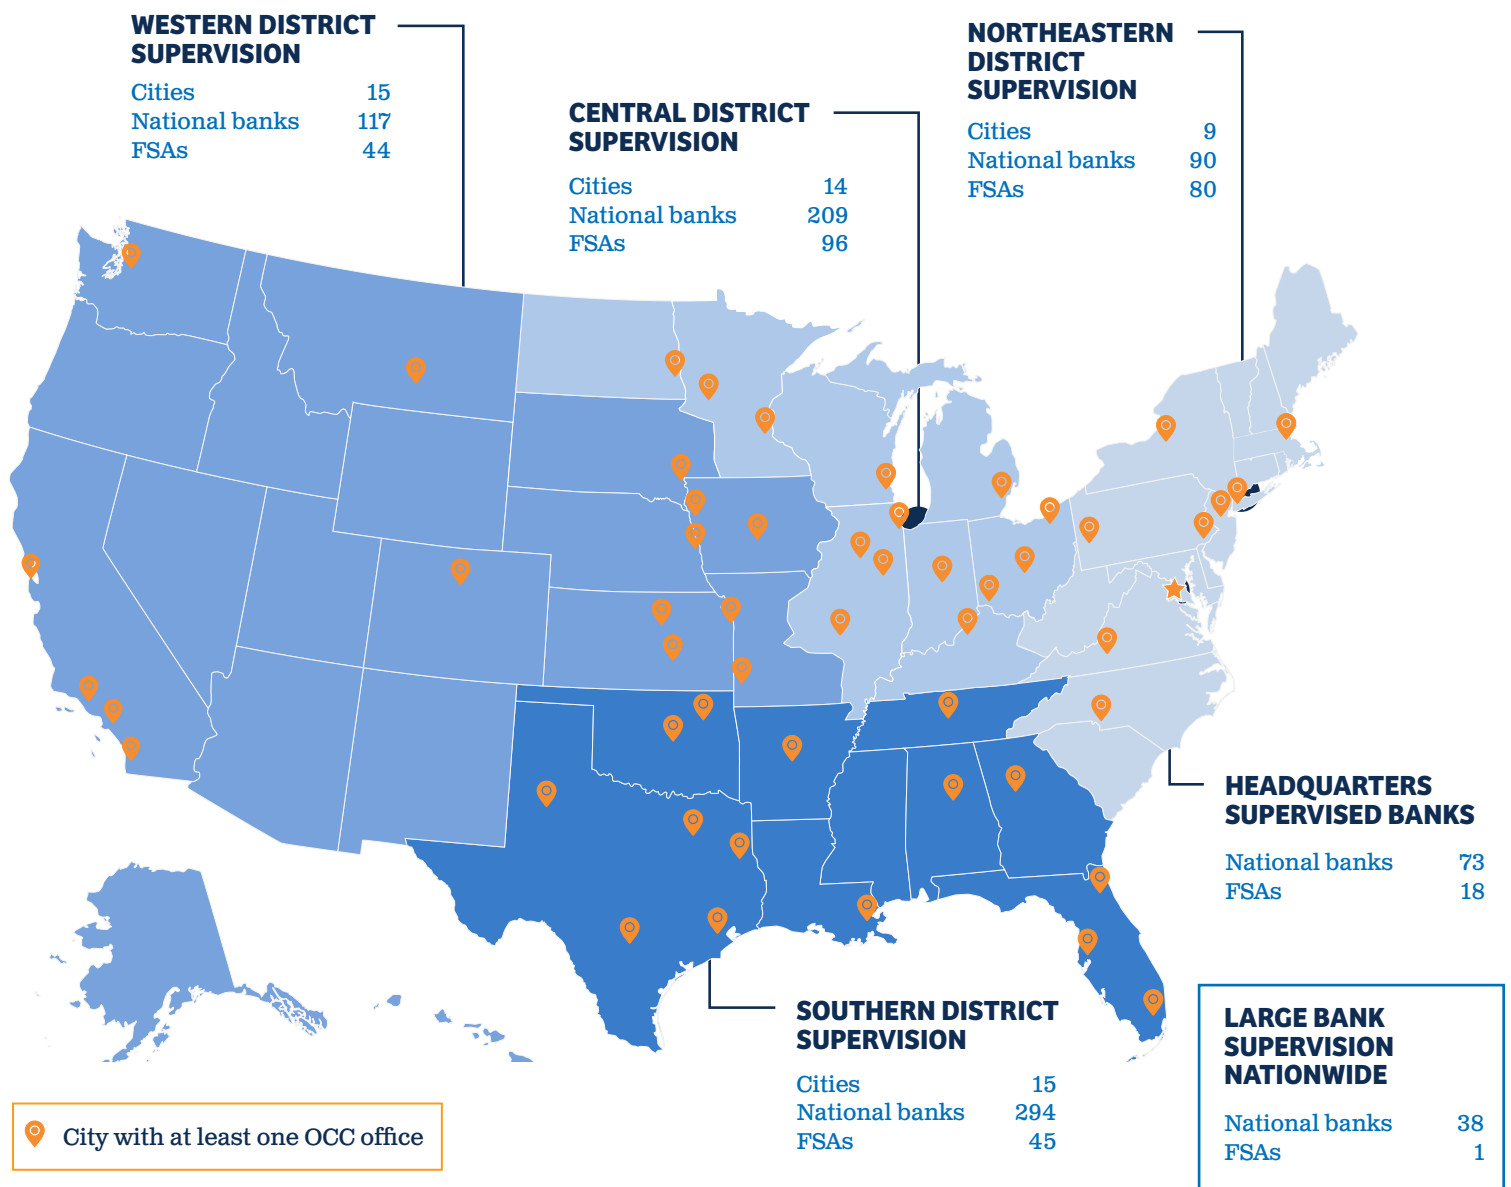 WESTERN DISTRICT
SUPERVISION
Cities 15
National banks 117
FSAs 44
CENTRAL DISTRICT
SUPERVISION
Cities 14
National banks 209
FSAs 96
NORTHEASTERN
DISTRICT
SUPERVISION
Cities 9
National banks 90
FSAs 80
HEADQUARTERS
SUPERVISED BANKS
National banks 73
FSAs 18
SOUTHERN DISTRICT
SUPERVISION
Cities 15
National banks 294
FSAs 45
LARGE BANK
SUPERVISION
NATIONWIDE
National banks 38
FSAs 1
City with at least one OCC office